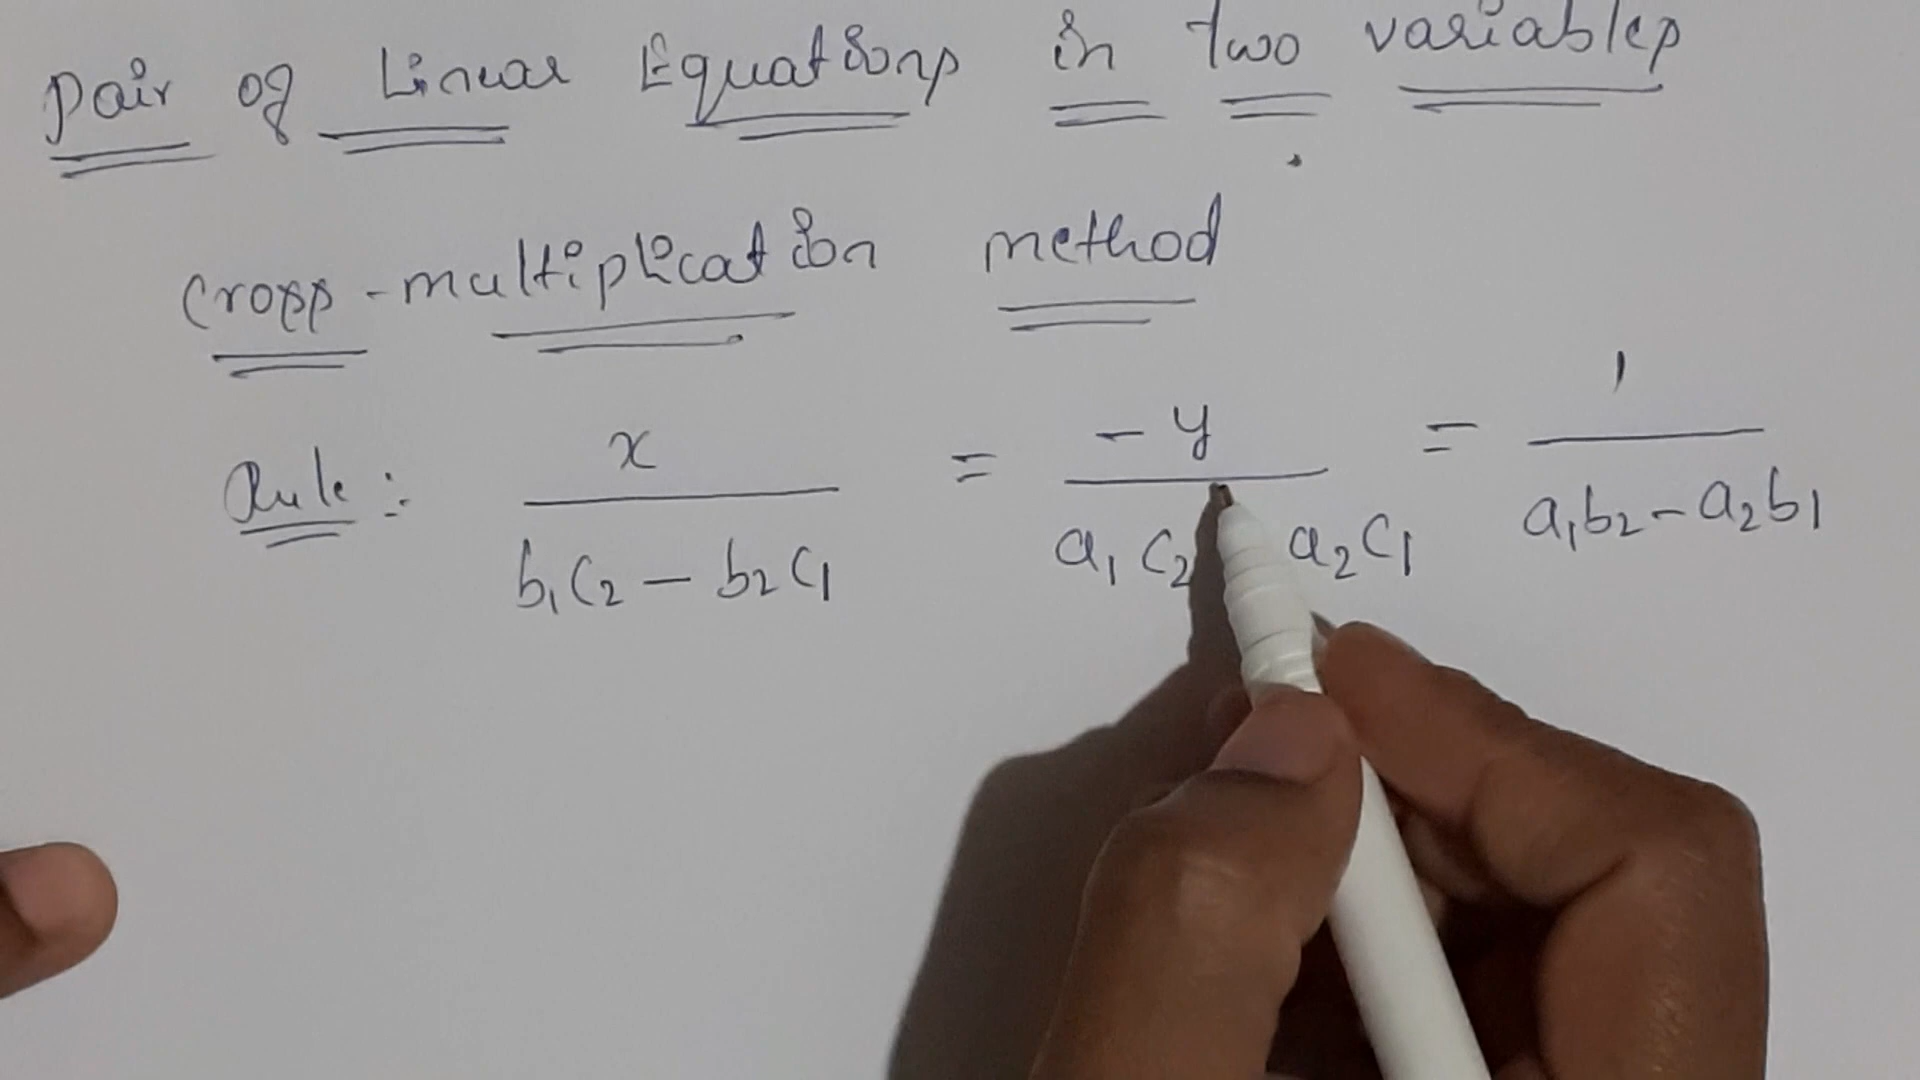 Pair of Linear Equations in two variables
Cross-multiplication method
Rule: x / (b₁c₂ − b₂c₁) = −y / (a₁c₂ a₂c₁) = 1 / (a₁b₂ − a₂b₁)